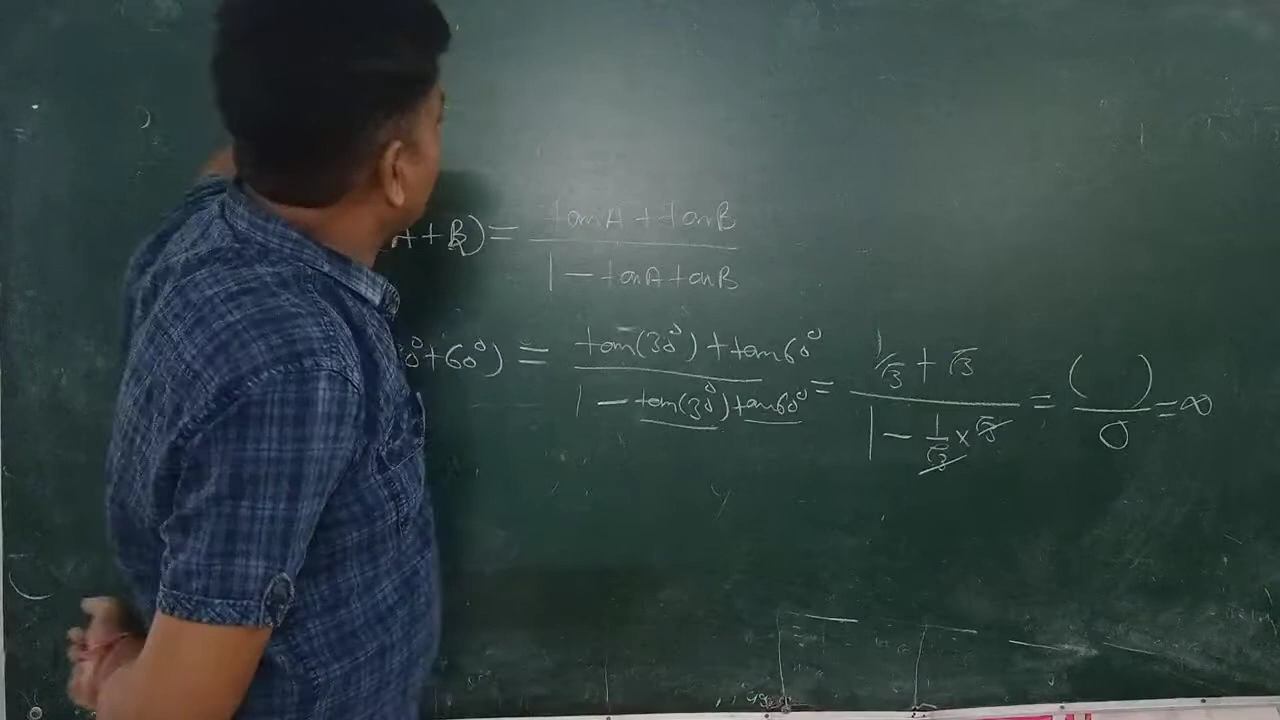 A + B) = tanA + tanB / 1 - tanA tanB
0° + 60°) = tan(30°) + tan60° / 1 - tan(30°) tan60° = 1/√3 + √3 / 1 - 1/√3 × √3 = ( ) / 0 = ∞